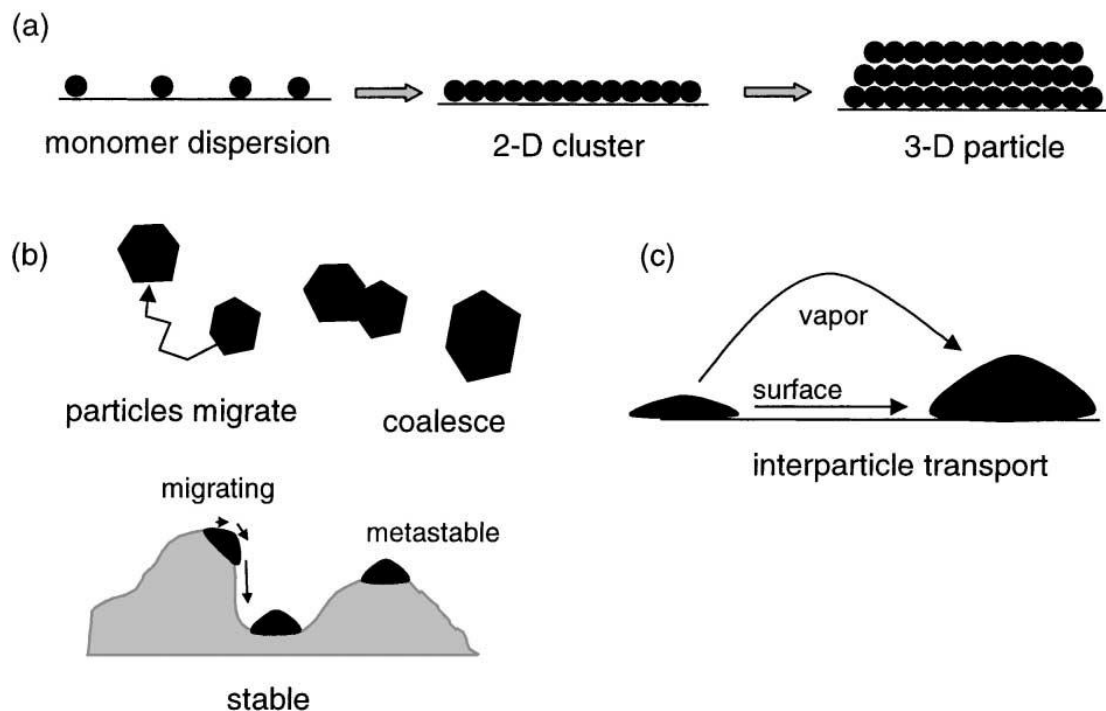 (a)
monomer dispersion
2-D cluster
3-D particle
(b)
particles migrate
coalesce
migrating
metastable
stable
(c)
vapor
surface
interparticle transport